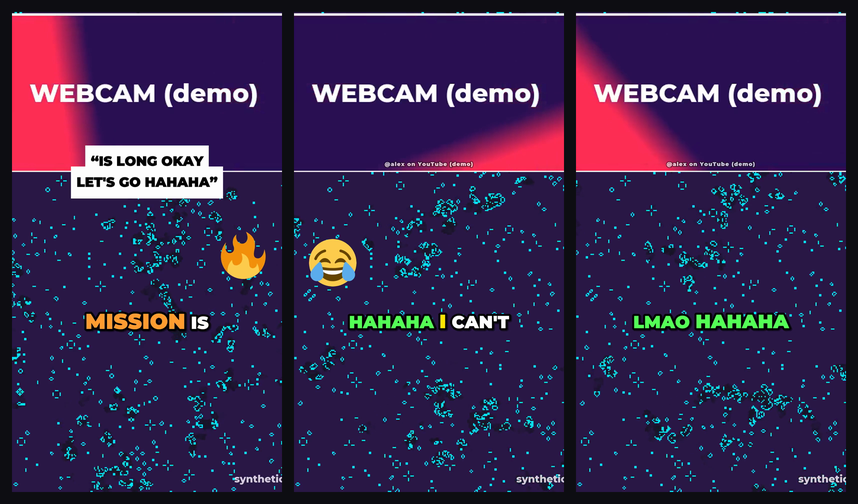 WEBCAM (demo)
“IS LONG OKAY
LET'S GO HAHAHA”
MISSION IS
synthetic
WEBCAM (demo)
@alex on YouTube (demo)
HAHAHA I CAN'T
synthetic
WEBCAM (demo)
@alex on YouTube (demo)
LMAO HAHAHA
synthetic